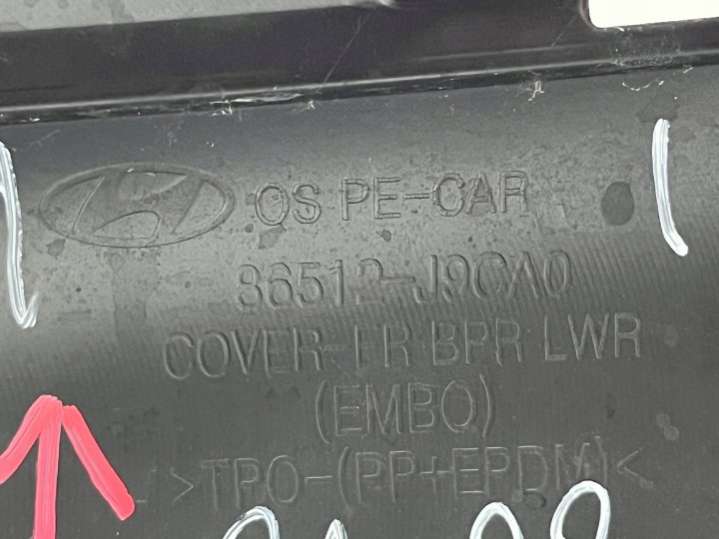 OS PE-CAR
86512-J9CA0
COVER-FR BPR LWR
(EMBO)
>TPO-(PP+EPDM)<